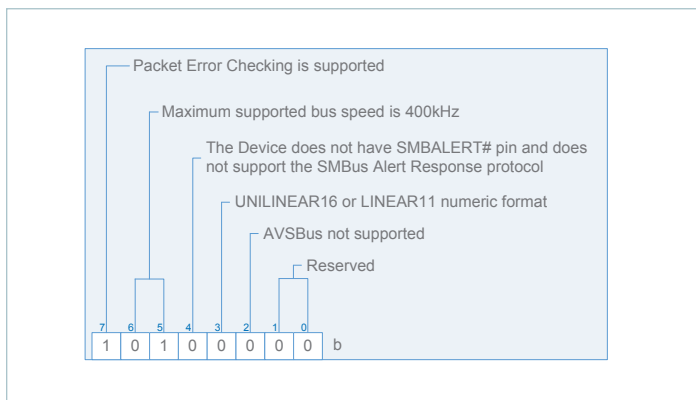 Packet Error Checking is supported
Maximum supported bus speed is 400kHz
The Device does not have SMBALERT# pin and does
not support the SMBus Alert Response protocol
UNILINEAR16 or LINEAR11 numeric format
AVSBus not supported
Reserved
7 6 5 4 3 2 1 0
1 0 1 0 0 0 0 0 b